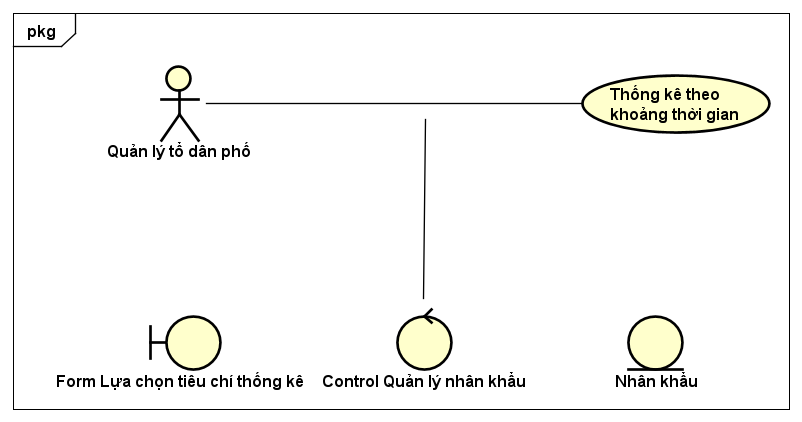 pkg
Thống kê theo
khoảng thời gian
Quản lý tổ dân phố
Form Lựa chọn tiêu chí thống kê
Control Quản lý nhân khẩu
Nhân khẩu